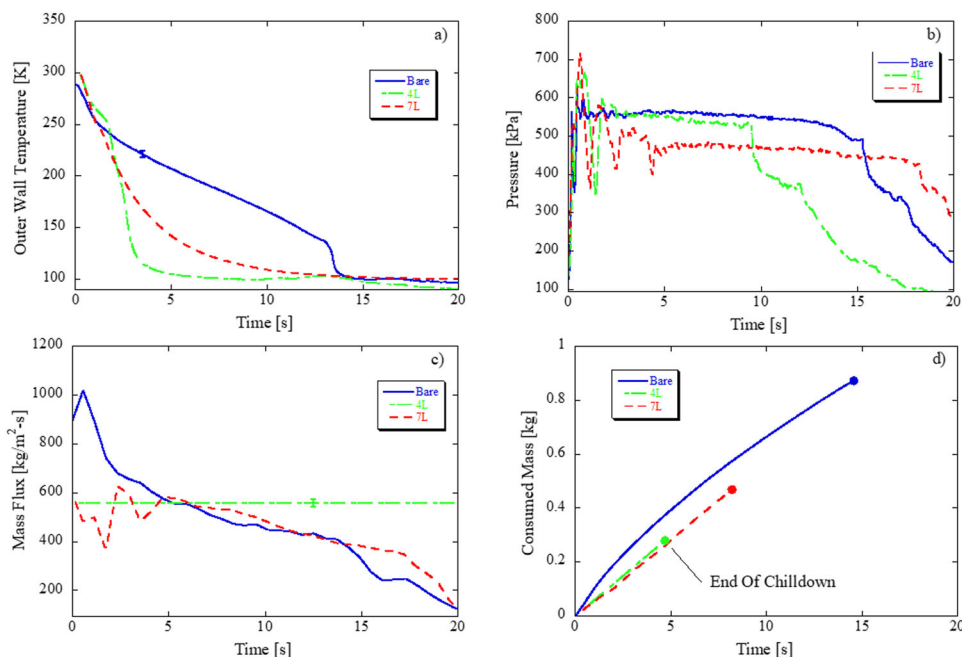 350
300
250
200
150
100
Outer Wall Temperature [K]
0
5
10
15
20
Time [s]
a)
Bare
4L
7L
800
700
600
500
400
300
200
100
Pressure [kPa]
0
5
10
15
20
Time [s]
b)
Bare
4L
7L
1200
1000
800
600
400
200
Mass Flux [kg/m²-s]
0
5
10
15
20
Time [s]
c)
Bare
4L
7L
1
0.8
0.6
0.4
0.2
0
Consumed Mass [kg]
0
5
10
15
20
Time [s]
d)
Bare
4L
7L
End Of Chilldown